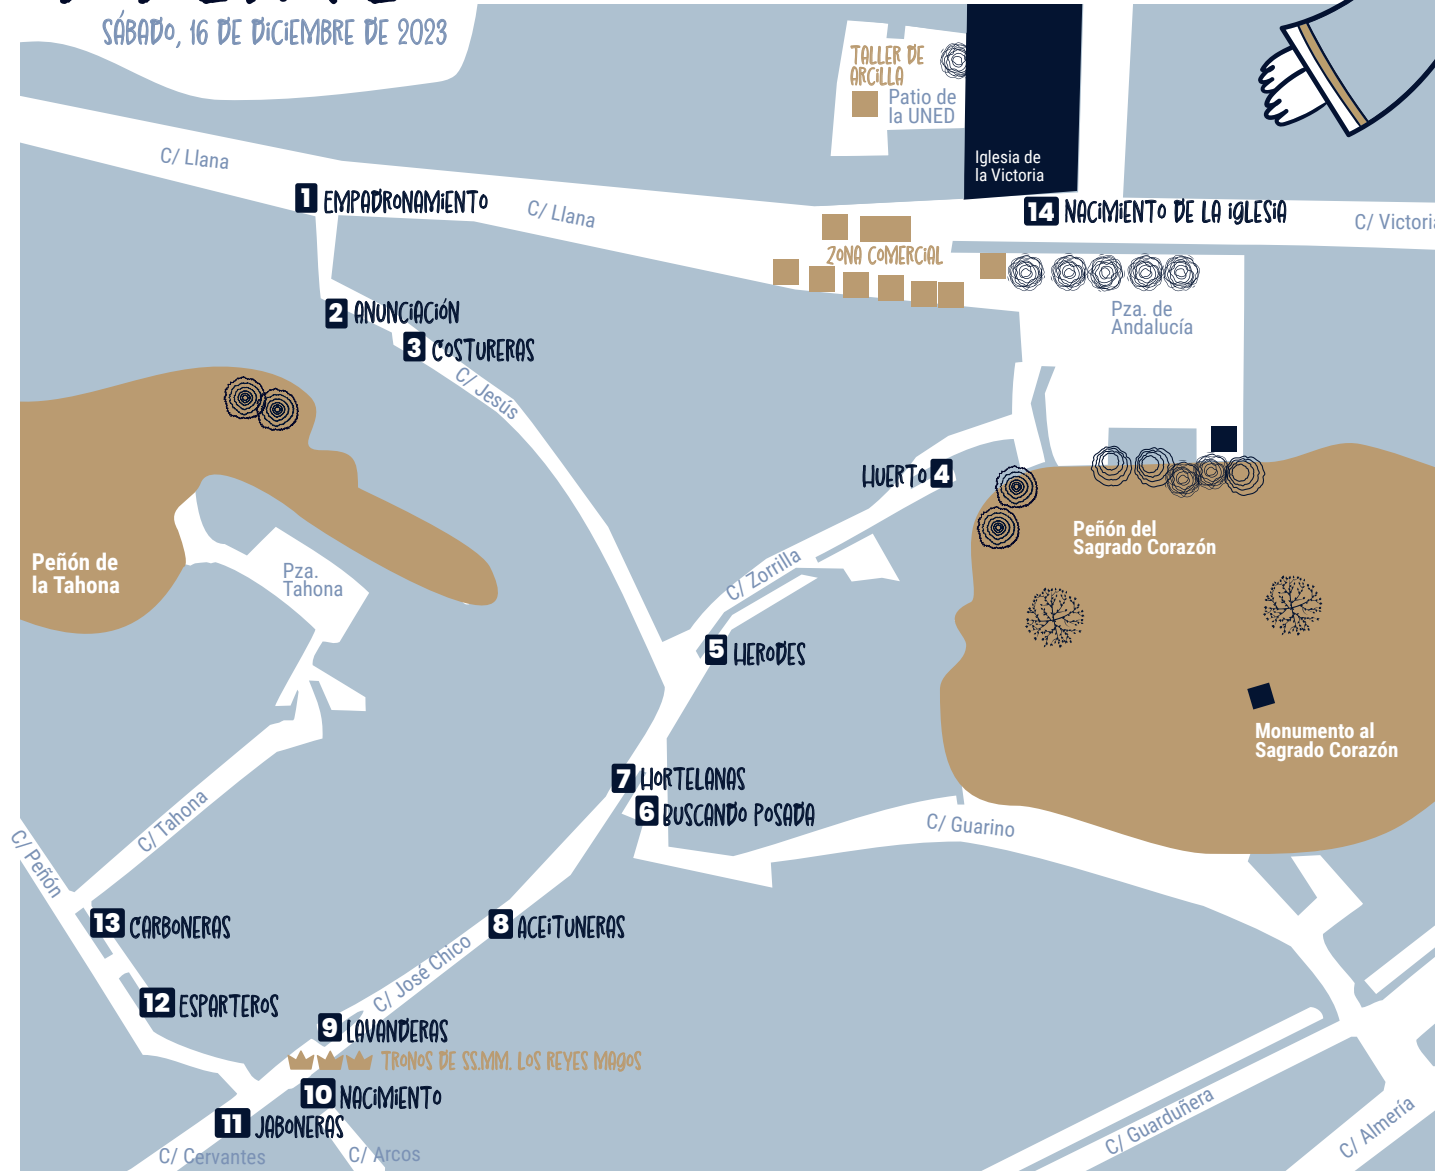 SÁBADO, 16 DE DICIEMBRE DE 2023
TALLER DE
ARCILLA
Patio de
la UNED
Iglesia de
la Victoria
C/ Llana
1 EMPADRONAMIENTO
C/ Llana
14 NACIMIENTO DE LA IGLESIA
C/ Victori
ZONA COMERCIAL
2 ANUNCIACIÓN
Pza. de
Andalucía
3 COSTURERAS
C/ Jesús
HUERTO 4
Peñón del
Sagrado Corazón
Peñón de
la Tahona
Pza.
Tahona
C/ Zorrilla
5 HERODES
Monumento al
Sagrado Corazón
7 HORTELANAS
6 BUSCANDO POSADA
C/ Guarino
C/ Tahona
C/ Peñón
13 CARBONERAS
8 ACEITUNERAS
C/ José Chico
12 ESPARTEROS
9 LAVANDERAS
TRONOS DE SS.MM. LOS REYES MAGOS
10 NACIMIENTO
11 JABONERAS
C/ Cervantes
C/ Arcos
C/ Guarduñera
C/ Almería